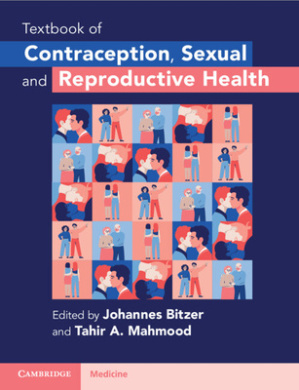 Textbook of
Contraception, Sexual
and Reproductive Health
Edited by Johannes Bitzer
and Tahir A. Mahmood
CAMBRIDGE Medicine